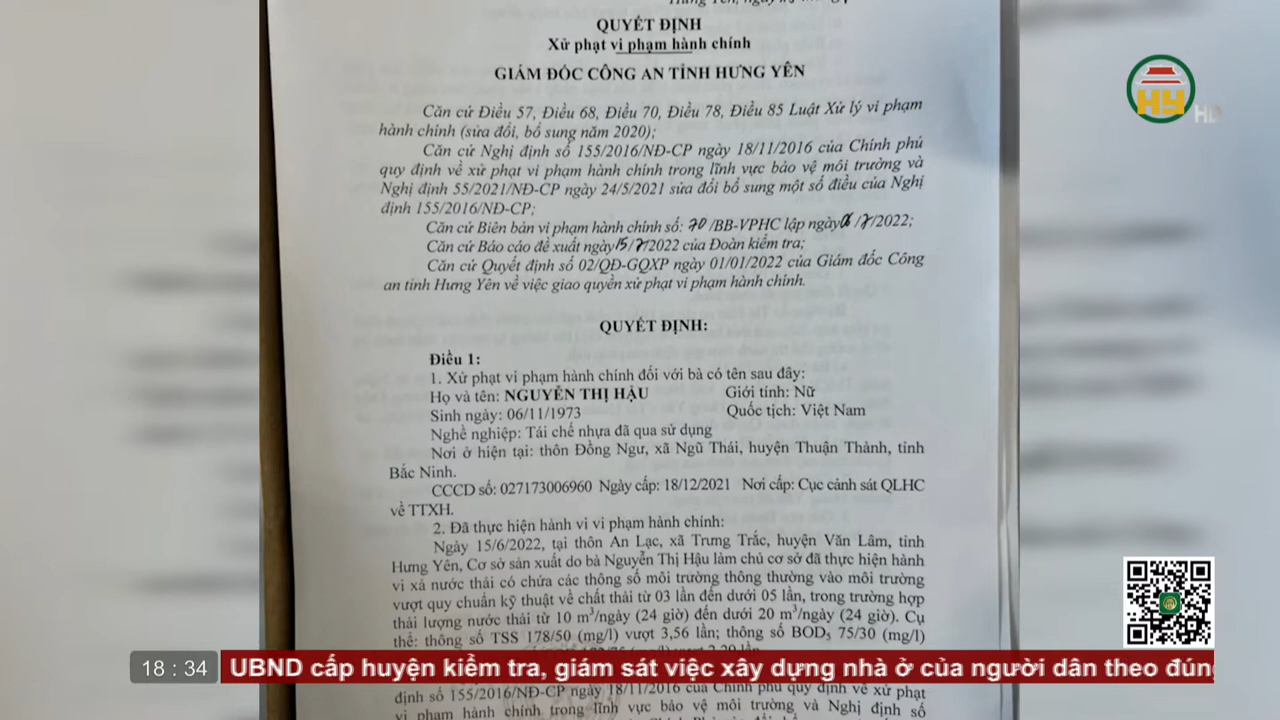 QUYẾT ĐỊNH
Xử phạt vi phạm hành chính
GIÁM ĐỐC CÔNG AN TỈNH HƯNG YÊN
Căn cứ Điều 57, Điều 68, Điều 70, Điều 78, Điều 85 Luật Xử lý vi phạm
hành chính (sửa đổi, bổ sung năm 2020);
Căn cứ Nghị định số 155/2016/NĐ-CP ngày 18/11/2016 của Chính phủ
quy định về xử phạt vi phạm hành chính trong lĩnh vực bảo vệ môi trường và
Nghị định 55/2021/NĐ-CP ngày 24/5/2021 sửa đổi bổ sung một số điều của Nghị
định 155/2016/NĐ-CP;
Căn cứ Biên bản vi phạm hành chính số: 70 /BB-VPHC lập ngày /7/2022;
Căn cứ Báo cáo đề xuất ngày 15/7/2022 của Đoàn kiểm tra;
Căn cứ Quyết định số 02/QĐ-GQXP ngày 01/01/2022 của Giám đốc Công
an tỉnh Hưng Yên về việc giao quyền xử phạt vi phạm hành chính.
QUYẾT ĐỊNH:
Điều 1:
1. Xử phạt vi phạm hành chính đối với bà có tên sau đây:
Họ và tên: NGUYỄN THỊ HẬU Giới tính: Nữ
Sinh ngày: 06/11/1973 Quốc tịch: Việt Nam
Nghề nghiệp: Tái chế nhựa đã qua sử dụng
Nơi ở hiện tại: thôn Đồng Ngư, xã Ngũ Thái, huyện Thuận Thành, tỉnh
Bắc Ninh.
CCCD số: 027173006960 Ngày cấp: 18/12/2021 Nơi cấp: Cục cảnh sát QLHC
về TTXH.
2. Đã thực hiện hành vi vi phạm hành chính:
Ngày 15/6/2022, tại thôn An Lạc, xã Trưng Trắc, huyện Văn Lâm, tỉnh
Hưng Yên, Cơ sở sản xuất do bà Nguyễn Thị Hậu làm chủ cơ sở đã thực hiện hành
vi xả nước thải có chứa các thông số môi trường thông thường vào môi trường
vượt quy chuẩn kỹ thuật về chất thải từ 03 lần đến dưới 05 lần, trong trường hợp
thải lượng nước thải từ 10 m³/ngày (24 giờ) đến dưới 20 m³/ngày (24 giờ). Cụ
thể: thông số TSS 178/50 (mg/l) vượt 3,56 lần; thông số BOD₅ 75/30 (mg/l)
18 : 34 UBND cấp huyện kiểm tra, giám sát việc xây dựng nhà ở của người dân theo đúng
định số 155/2016/NĐ-CP ngày 18/11/2016 của Chính phủ quy định về xử phạt
vi phạm hành chính trong lĩnh vực bảo vệ môi trường và Nghị định số
HY HD